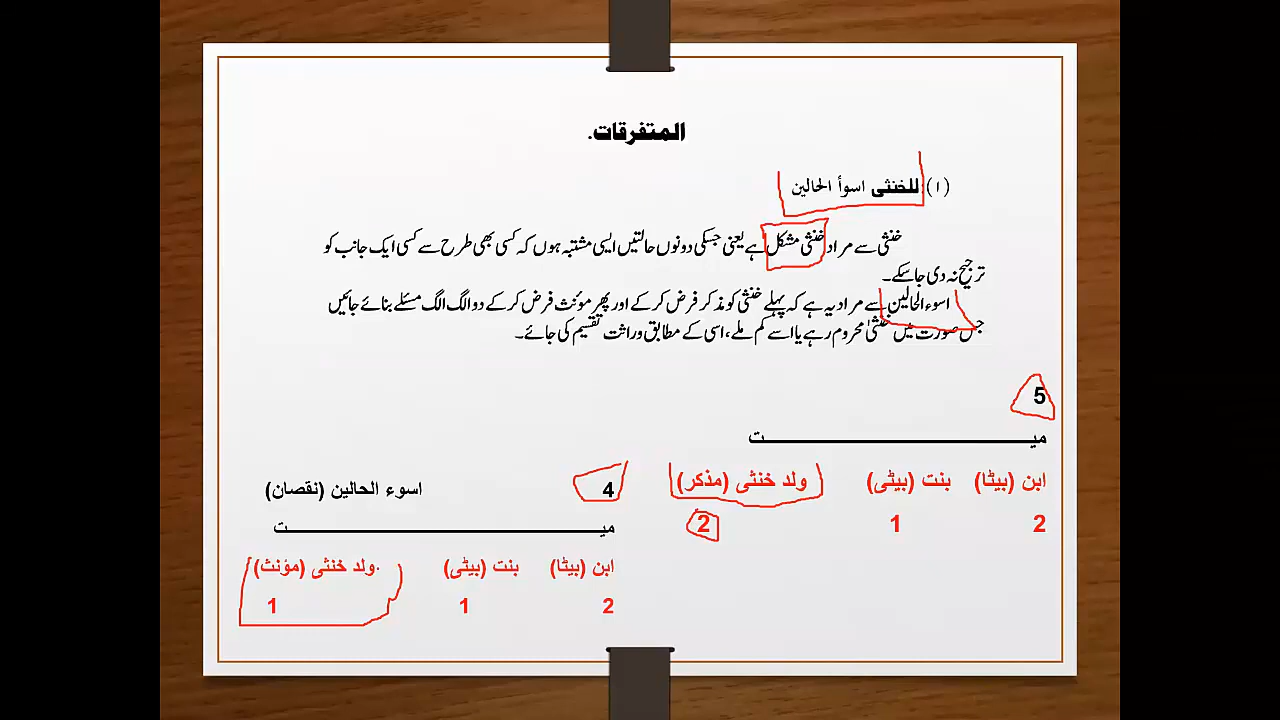 المتفرقات.
(۱) للخنثى اسوأ الحالين
خنثی سے مراد خنثی مشکل ہے یعنی جسکی دونوں حالتیں ایسی مشتبہ ہوں کہ کسی بھی طرح سے کسی ایک جانب کو
ترجیح نہ دی جاسکے۔
اسوء الحالین سے مراد یہ ہے کہ پہلے خنثی کو مذکر فرض کر کے اور پھر مونث فرض کر کے دو الگ الگ مسئلے بنائے جائیں
جس صورت میں خنثیٰ محروم رہے یا اسے کم ملے، اسی کے مطابق وراثت تقسیم کی جائے۔
5
میـــــــــــــــــت
ابن (بیٹا) بنت (بیٹی) ولد خنثی (مذکر)
2 1 2
4 اسوء الحالین (نقصان)
میـــــــــــــــــت
ابن (بیٹا) بنت (بیٹی) ولد خنثی (مؤنث)
2 1 1